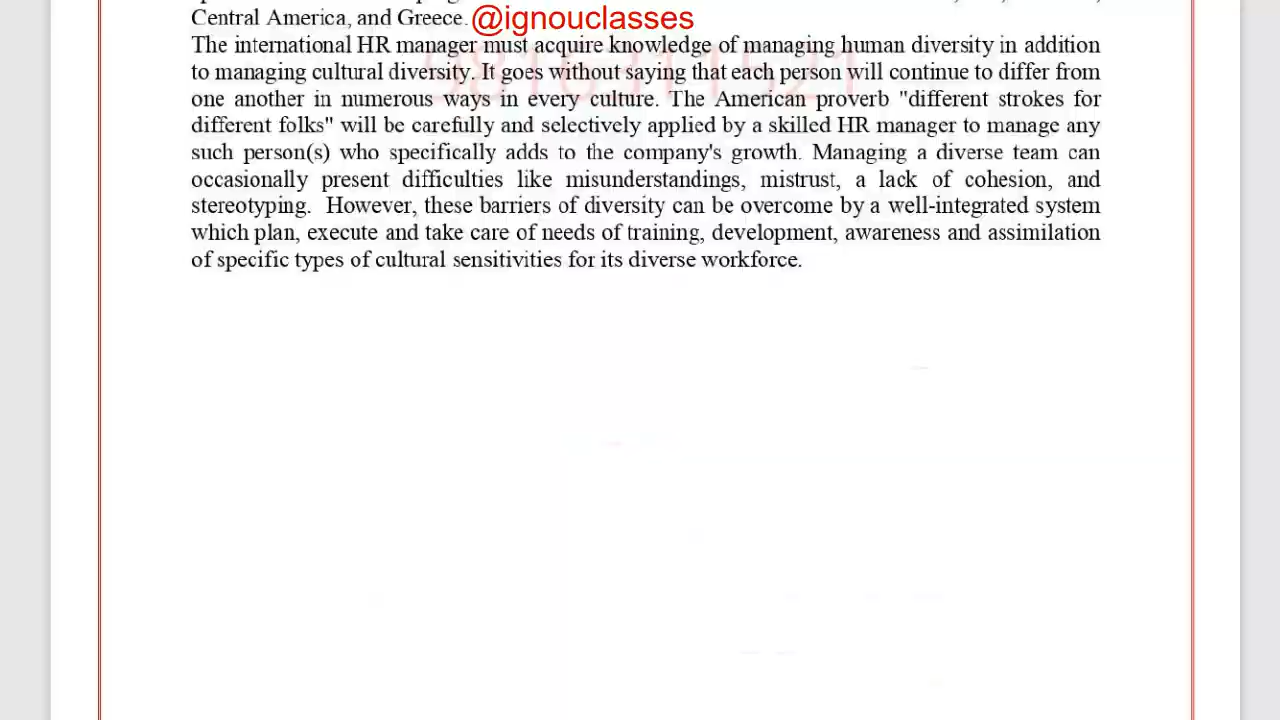 Central America, and Greece. @ignouclasses
The international HR manager must acquire knowledge of managing human diversity in addition
to managing cultural diversity. It goes without saying that each person will continue to differ from
one another in numerous ways in every culture. The American proverb "different strokes for
different folks" will be carefully and selectively applied by a skilled HR manager to manage any
such person(s) who specifically adds to the company's growth. Managing a diverse team can
occasionally present difficulties like misunderstandings, mistrust, a lack of cohesion, and
stereotyping.  However, these barriers of diversity can be overcome by a well-integrated system
which plan, execute and take care of needs of training, development, awareness and assimilation
of specific types of cultural sensitivities for its diverse workforce.